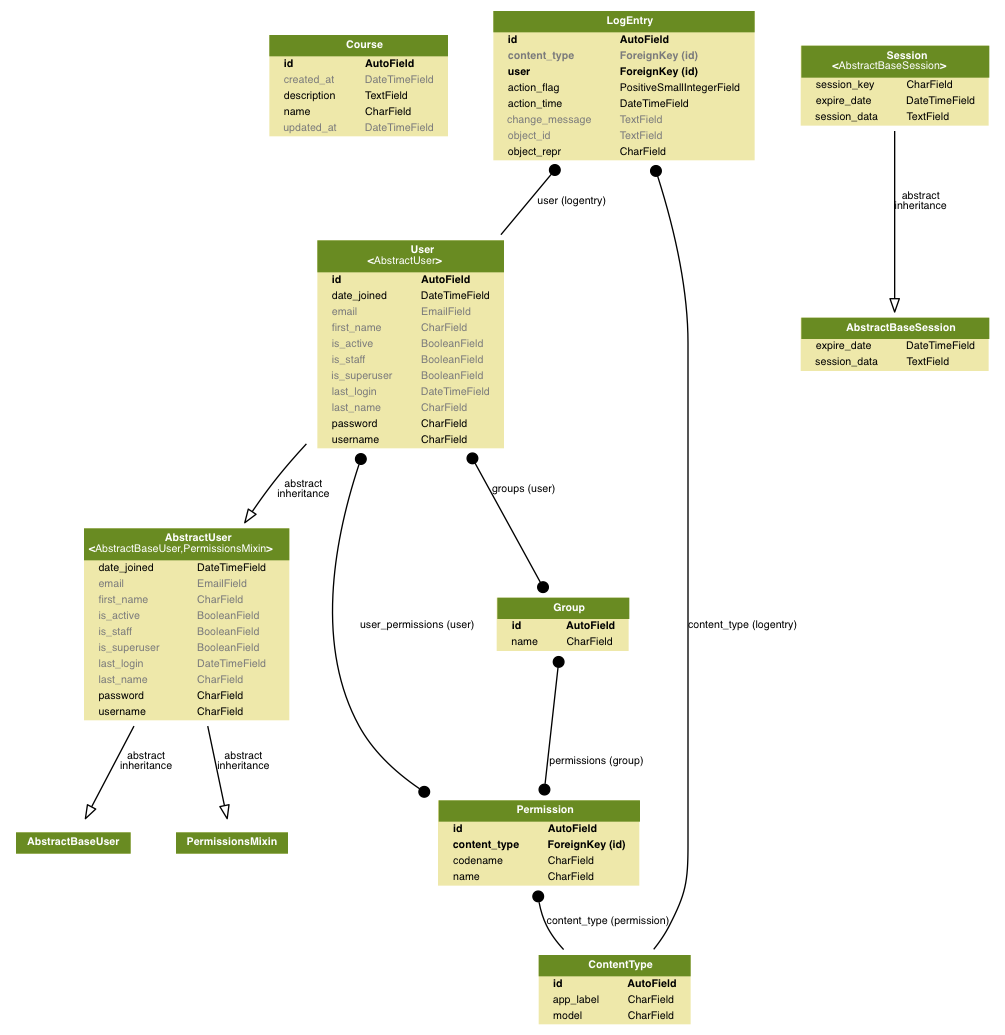 LogEntry
id AutoField
content_type ForeignKey (id)
user ForeignKey (id)
action_flag PositiveSmallIntegerField
action_time DateTimeField
change_message TextField
object_id TextField
object_repr CharField
Course
id AutoField
created_at DateTimeField
description TextField
name CharField
updated_at DateTimeField
Session
<AbstractBaseSession>
session_key CharField
expire_date DateTimeField
session_data TextField
user (logentry)
abstract
inheritance
User
<AbstractUser>
id AutoField
date_joined DateTimeField
email EmailField
first_name CharField
is_active BooleanField
is_staff BooleanField
is_superuser BooleanField
last_login DateTimeField
last_name CharField
password CharField
username CharField
AbstractBaseSession
expire_date DateTimeField
session_data TextField
abstract
inheritance
groups (user)
AbstractUser
<AbstractBaseUser,PermissionsMixin>
date_joined DateTimeField
email EmailField
first_name CharField
is_active BooleanField
is_staff BooleanField
is_superuser BooleanField
last_login DateTimeField
last_name CharField
password CharField
username CharField
user_permissions (user)
Group
id AutoField
name CharField
content_type (logentry)
abstract
inheritance
abstract
inheritance
permissions (group)
AbstractBaseUser
PermissionsMixin
Permission
id AutoField
content_type ForeignKey (id)
codename CharField
name CharField
content_type (permission)
ContentType
id AutoField
app_label CharField
model CharField